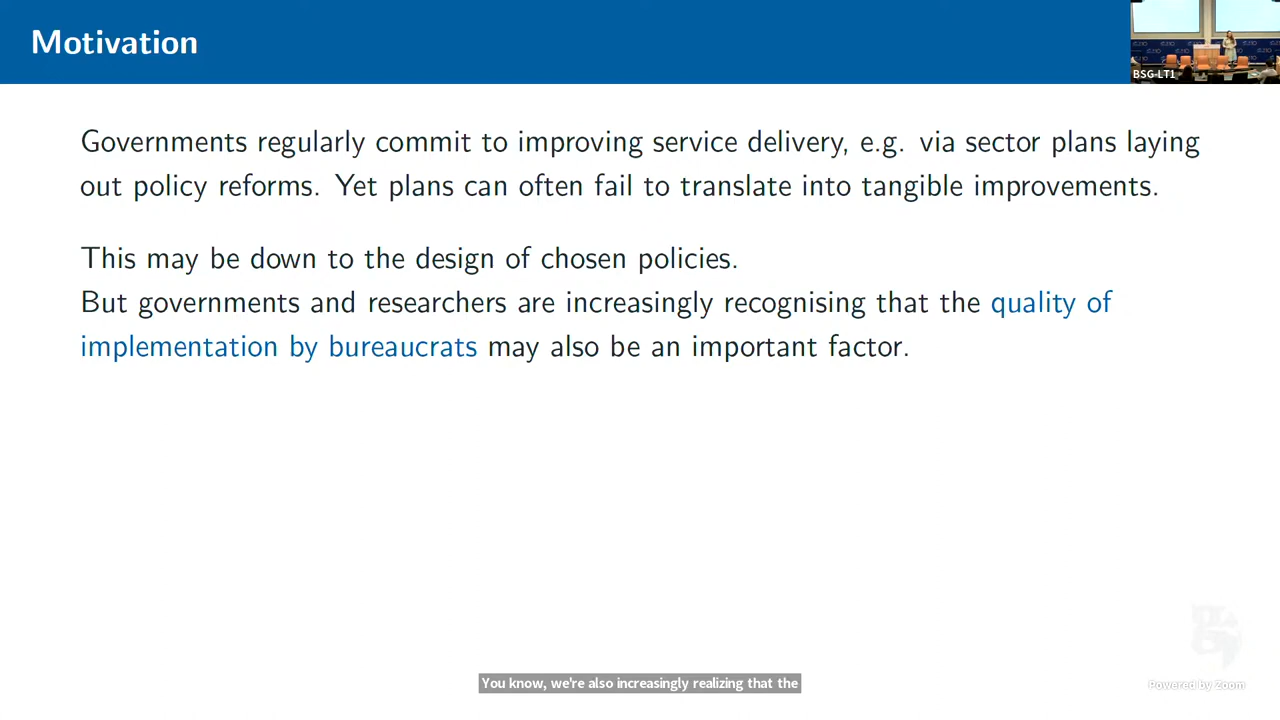 Motivation
BSG-LT1
Governments regularly commit to improving service delivery, e.g. via sector plans laying
out policy reforms. Yet plans can often fail to translate into tangible improvements.
This may be down to the design of chosen policies.
But governments and researchers are increasingly recognising that the quality of
implementation by bureaucrats may also be an important factor.
You know, we're also increasingly realizing that the
Powered by Zoom